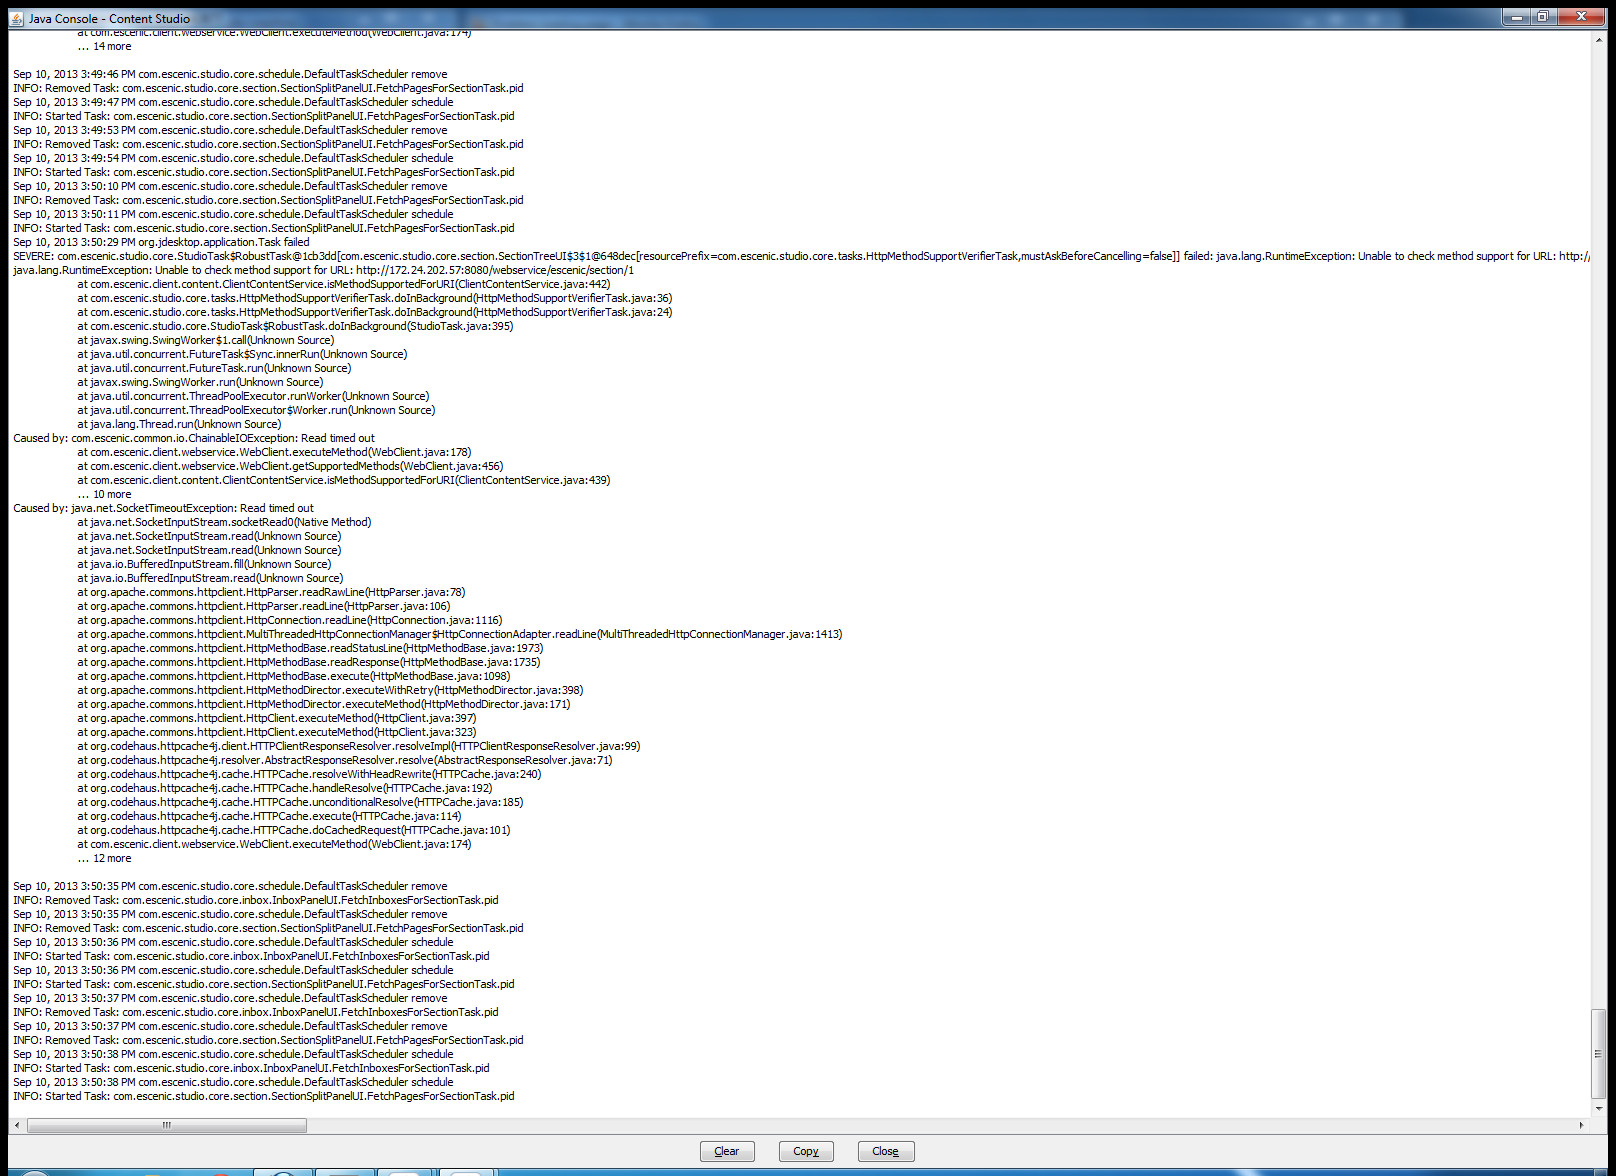 Java Console - Content Studio
at com.escenic.client.webservice.WebClient.executeMethod(WebClient.java:174)
... 14 more
Sep 10, 2013 3:49:46 PM com.escenic.studio.core.schedule.DefaultTaskScheduler remove
INFO: Removed Task: com.escenic.studio.core.section.SectionSplitPanelUI.FetchPagesForSectionTask.pid
Sep 10, 2013 3:49:47 PM com.escenic.studio.core.schedule.DefaultTaskScheduler schedule
INFO: Started Task: com.escenic.studio.core.section.SectionSplitPanelUI.FetchPagesForSectionTask.pid
Sep 10, 2013 3:49:53 PM com.escenic.studio.core.schedule.DefaultTaskScheduler remove
INFO: Removed Task: com.escenic.studio.core.section.SectionSplitPanelUI.FetchPagesForSectionTask.pid
Sep 10, 2013 3:49:54 PM com.escenic.studio.core.schedule.DefaultTaskScheduler schedule
INFO: Started Task: com.escenic.studio.core.section.SectionSplitPanelUI.FetchPagesForSectionTask.pid
Sep 10, 2013 3:50:10 PM com.escenic.studio.core.schedule.DefaultTaskScheduler remove
INFO: Removed Task: com.escenic.studio.core.section.SectionSplitPanelUI.FetchPagesForSectionTask.pid
Sep 10, 2013 3:50:11 PM com.escenic.studio.core.schedule.DefaultTaskScheduler schedule
INFO: Started Task: com.escenic.studio.core.section.SectionSplitPanelUI.FetchPagesForSectionTask.pid
Sep 10, 2013 3:50:29 PM org.jdesktop.application.Task failed
SEVERE: com.escenic.studio.core.StudioTask$RobustTask@1cb3dd[com.escenic.studio.core.section.SectionTreeUI$3$1@648dec[resourcePrefix=com.escenic.studio.core.tasks.HttpMethodSupportVerifierTask,mustAskBeforeCancelling=false]] failed: java.lang.RuntimeException: Unable to check method support for URL: http:/
java.lang.RuntimeException: Unable to check method support for URL: http://172.24.202.57:8080/webservice/escenic/section/1
at com.escenic.client.content.ClientContentService.isMethodSupportedForURI(ClientContentService.java:442)
at com.escenic.studio.core.tasks.HttpMethodSupportVerifierTask.doInBackground(HttpMethodSupportVerifierTask.java:36)
at com.escenic.studio.core.tasks.HttpMethodSupportVerifierTask.doInBackground(HttpMethodSupportVerifierTask.java:24)
at com.escenic.studio.core.StudioTask$RobustTask.doInBackground(StudioTask.java:395)
at javax.swing.SwingWorker$1.call(Unknown Source)
at java.util.concurrent.FutureTask$Sync.innerRun(Unknown Source)
at java.util.concurrent.FutureTask.run(Unknown Source)
at javax.swing.SwingWorker.run(Unknown Source)
at java.util.concurrent.ThreadPoolExecutor.runWorker(Unknown Source)
at java.util.concurrent.ThreadPoolExecutor$Worker.run(Unknown Source)
at java.lang.Thread.run(Unknown Source)
Caused by: com.escenic.common.io.ChainableIOException: Read timed out
at com.escenic.client.webservice.WebClient.executeMethod(WebClient.java:178)
at com.escenic.client.webservice.WebClient.getSupportedMethods(WebClient.java:456)
at com.escenic.client.content.ClientContentService.isMethodSupportedForURI(ClientContentService.java:439)
... 10 more
Caused by: java.net.SocketTimeoutException: Read timed out
at java.net.SocketInputStream.socketRead0(Native Method)
at java.net.SocketInputStream.read(Unknown Source)
at java.net.SocketInputStream.read(Unknown Source)
at java.io.BufferedInputStream.fill(Unknown Source)
at java.io.BufferedInputStream.read(Unknown Source)
at org.apache.commons.httpclient.HttpParser.readRawLine(HttpParser.java:78)
at org.apache.commons.httpclient.HttpParser.readLine(HttpParser.java:106)
at org.apache.commons.httpclient.HttpConnection.readLine(HttpConnection.java:1116)
at org.apache.commons.httpclient.MultiThreadedHttpConnectionManager$HttpConnectionAdapter.readLine(MultiThreadedHttpConnectionManager.java:1413)
at org.apache.commons.httpclient.HttpMethodBase.readStatusLine(HttpMethodBase.java:1973)
at org.apache.commons.httpclient.HttpMethodBase.readResponse(HttpMethodBase.java:1735)
at org.apache.commons.httpclient.HttpMethodBase.execute(HttpMethodBase.java:1098)
at org.apache.commons.httpclient.HttpMethodDirector.executeWithRetry(HttpMethodDirector.java:398)
at org.apache.commons.httpclient.HttpMethodDirector.executeMethod(HttpMethodDirector.java:171)
at org.apache.commons.httpclient.HttpClient.executeMethod(HttpClient.java:397)
at org.apache.commons.httpclient.HttpClient.executeMethod(HttpClient.java:323)
at org.codehaus.httpcache4j.client.HTTPClientResponseResolver.resolveImpl(HTTPClientResponseResolver.java:99)
at org.codehaus.httpcache4j.resolver.AbstractResponseResolver.resolve(AbstractResponseResolver.java:71)
at org.codehaus.httpcache4j.cache.HTTPCache.resolveWithHeadRewrite(HTTPCache.java:240)
at org.codehaus.httpcache4j.cache.HTTPCache.handleResolve(HTTPCache.java:192)
at org.codehaus.httpcache4j.cache.HTTPCache.unconditionalResolve(HTTPCache.java:185)
at org.codehaus.httpcache4j.cache.HTTPCache.execute(HTTPCache.java:114)
at org.codehaus.httpcache4j.cache.HTTPCache.doCachedRequest(HTTPCache.java:101)
at com.escenic.client.webservice.WebClient.executeMethod(WebClient.java:174)
... 12 more
Sep 10, 2013 3:50:35 PM com.escenic.studio.core.schedule.DefaultTaskScheduler remove
INFO: Removed Task: com.escenic.studio.core.inbox.InboxPanelUI.FetchInboxesForSectionTask.pid
Sep 10, 2013 3:50:35 PM com.escenic.studio.core.schedule.DefaultTaskScheduler remove
INFO: Removed Task: com.escenic.studio.core.section.SectionSplitPanelUI.FetchPagesForSectionTask.pid
Sep 10, 2013 3:50:36 PM com.escenic.studio.core.schedule.DefaultTaskScheduler schedule
INFO: Started Task: com.escenic.studio.core.inbox.InboxPanelUI.FetchInboxesForSectionTask.pid
Sep 10, 2013 3:50:36 PM com.escenic.studio.core.schedule.DefaultTaskScheduler schedule
INFO: Started Task: com.escenic.studio.core.section.SectionSplitPanelUI.FetchPagesForSectionTask.pid
Sep 10, 2013 3:50:37 PM com.escenic.studio.core.schedule.DefaultTaskScheduler remove
INFO: Removed Task: com.escenic.studio.core.inbox.InboxPanelUI.FetchInboxesForSectionTask.pid
Sep 10, 2013 3:50:37 PM com.escenic.studio.core.schedule.DefaultTaskScheduler remove
INFO: Removed Task: com.escenic.studio.core.section.SectionSplitPanelUI.FetchPagesForSectionTask.pid
Sep 10, 2013 3:50:38 PM com.escenic.studio.core.schedule.DefaultTaskScheduler schedule
INFO: Started Task: com.escenic.studio.core.inbox.InboxPanelUI.FetchInboxesForSectionTask.pid
Sep 10, 2013 3:50:38 PM com.escenic.studio.core.schedule.DefaultTaskScheduler schedule
INFO: Started Task: com.escenic.studio.core.section.SectionSplitPanelUI.FetchPagesForSectionTask.pid
Clear Copy Close